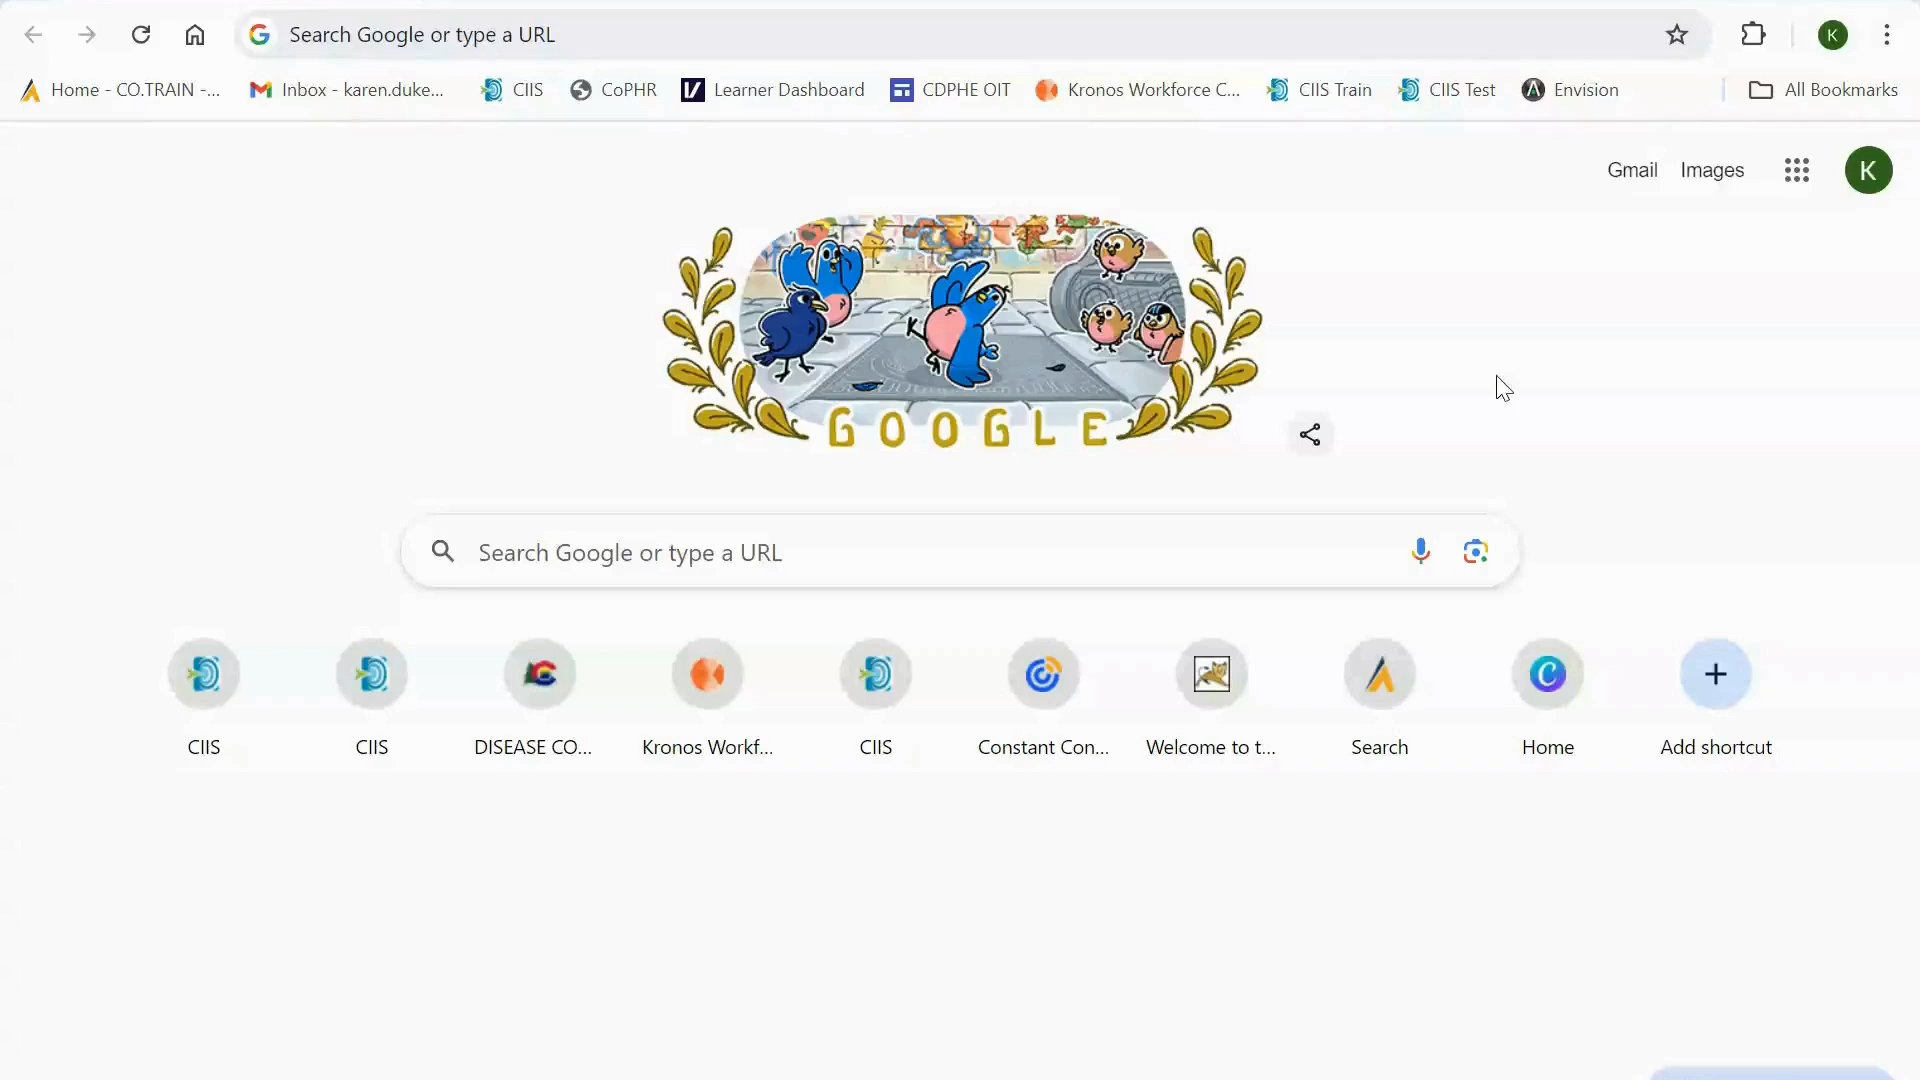 Search Google or type a URL
K
Home - CO.TRAIN -...
Inbox - karen.duke...
CIIS
CoPHR
Learner Dashboard
CDPHE OIT
Kronos Workforce C...
CIIS Train
CIIS Test
Envision
All Bookmarks
Gmail
Images
K
GOOGLE
Search Google or type a URL
CIIS
CIIS
DISEASE CO...
Kronos Workf...
CIIS
Constant Con...
Welcome to t...
Search
Home
Add shortcut